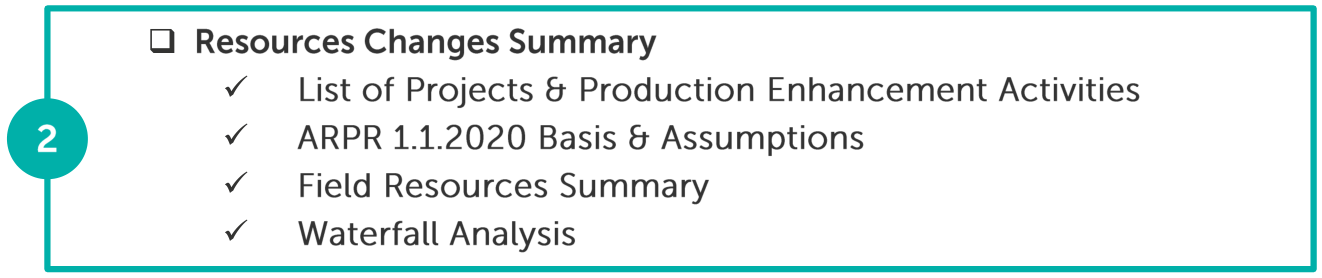 Resources Changes Summary
List of Projects & Production Enhancement Activities
ARPR 1.1.2020 Basis & Assumptions
2
Field Resources Summary
Waterfall Analysis